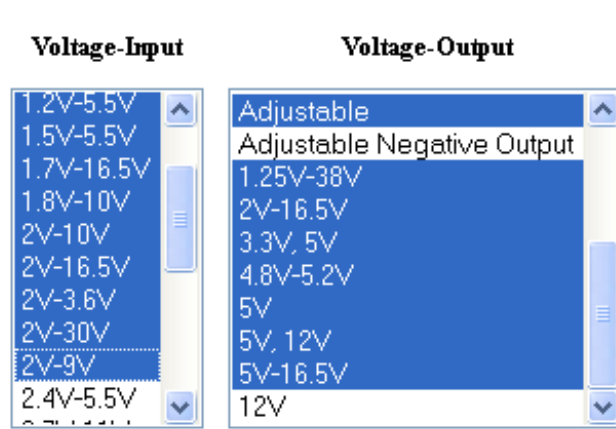 Voltage-Input
Voltage-Output
1.2V-5.5V
1.5V-5.5V
1.7V-16.5V
1.8V-10V
2V-10V
2V-16.5V
2V-3.6V
2V-30V
2V-9V
2.4V-5.5V
Adjustable
Adjustable Negative Output
1.25V-38V
2V-16.5V
3.3V, 5V
4.8V-5.2V
5V
5V, 12V
5V-16.5V
12V